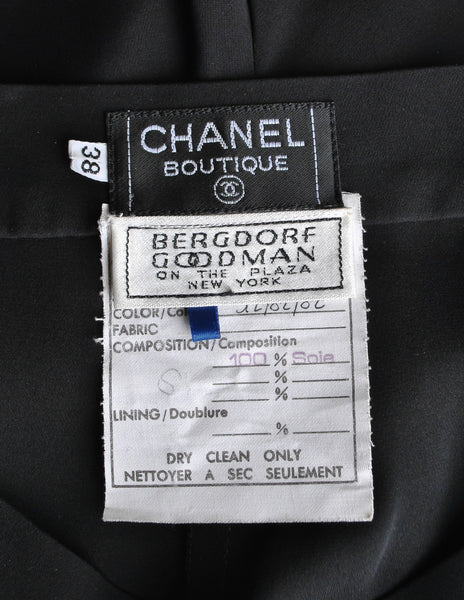 CHANEL
BOUTIQUE
38
BERGDORF
GOODMAN
ON THE PLAZA
NEW YORK
COLOR/Co
FABRIC
COMPOSITION/Composition
100 % Soie
%
%
LINING/Doublure
%
DRY CLEAN ONLY
NETTOYER A SEC SEULEMENT